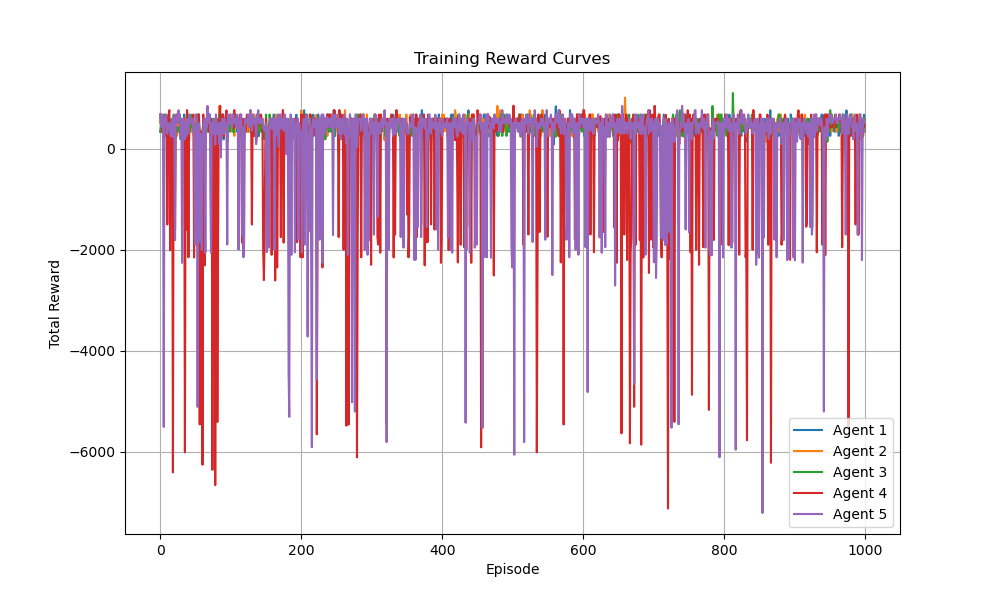 Training Reward Curves
Total Reward
0
−2000
−4000
−6000
0 200 400 600 800 1000
Episode
Agent 1
Agent 2
Agent 3
Agent 4
Agent 5